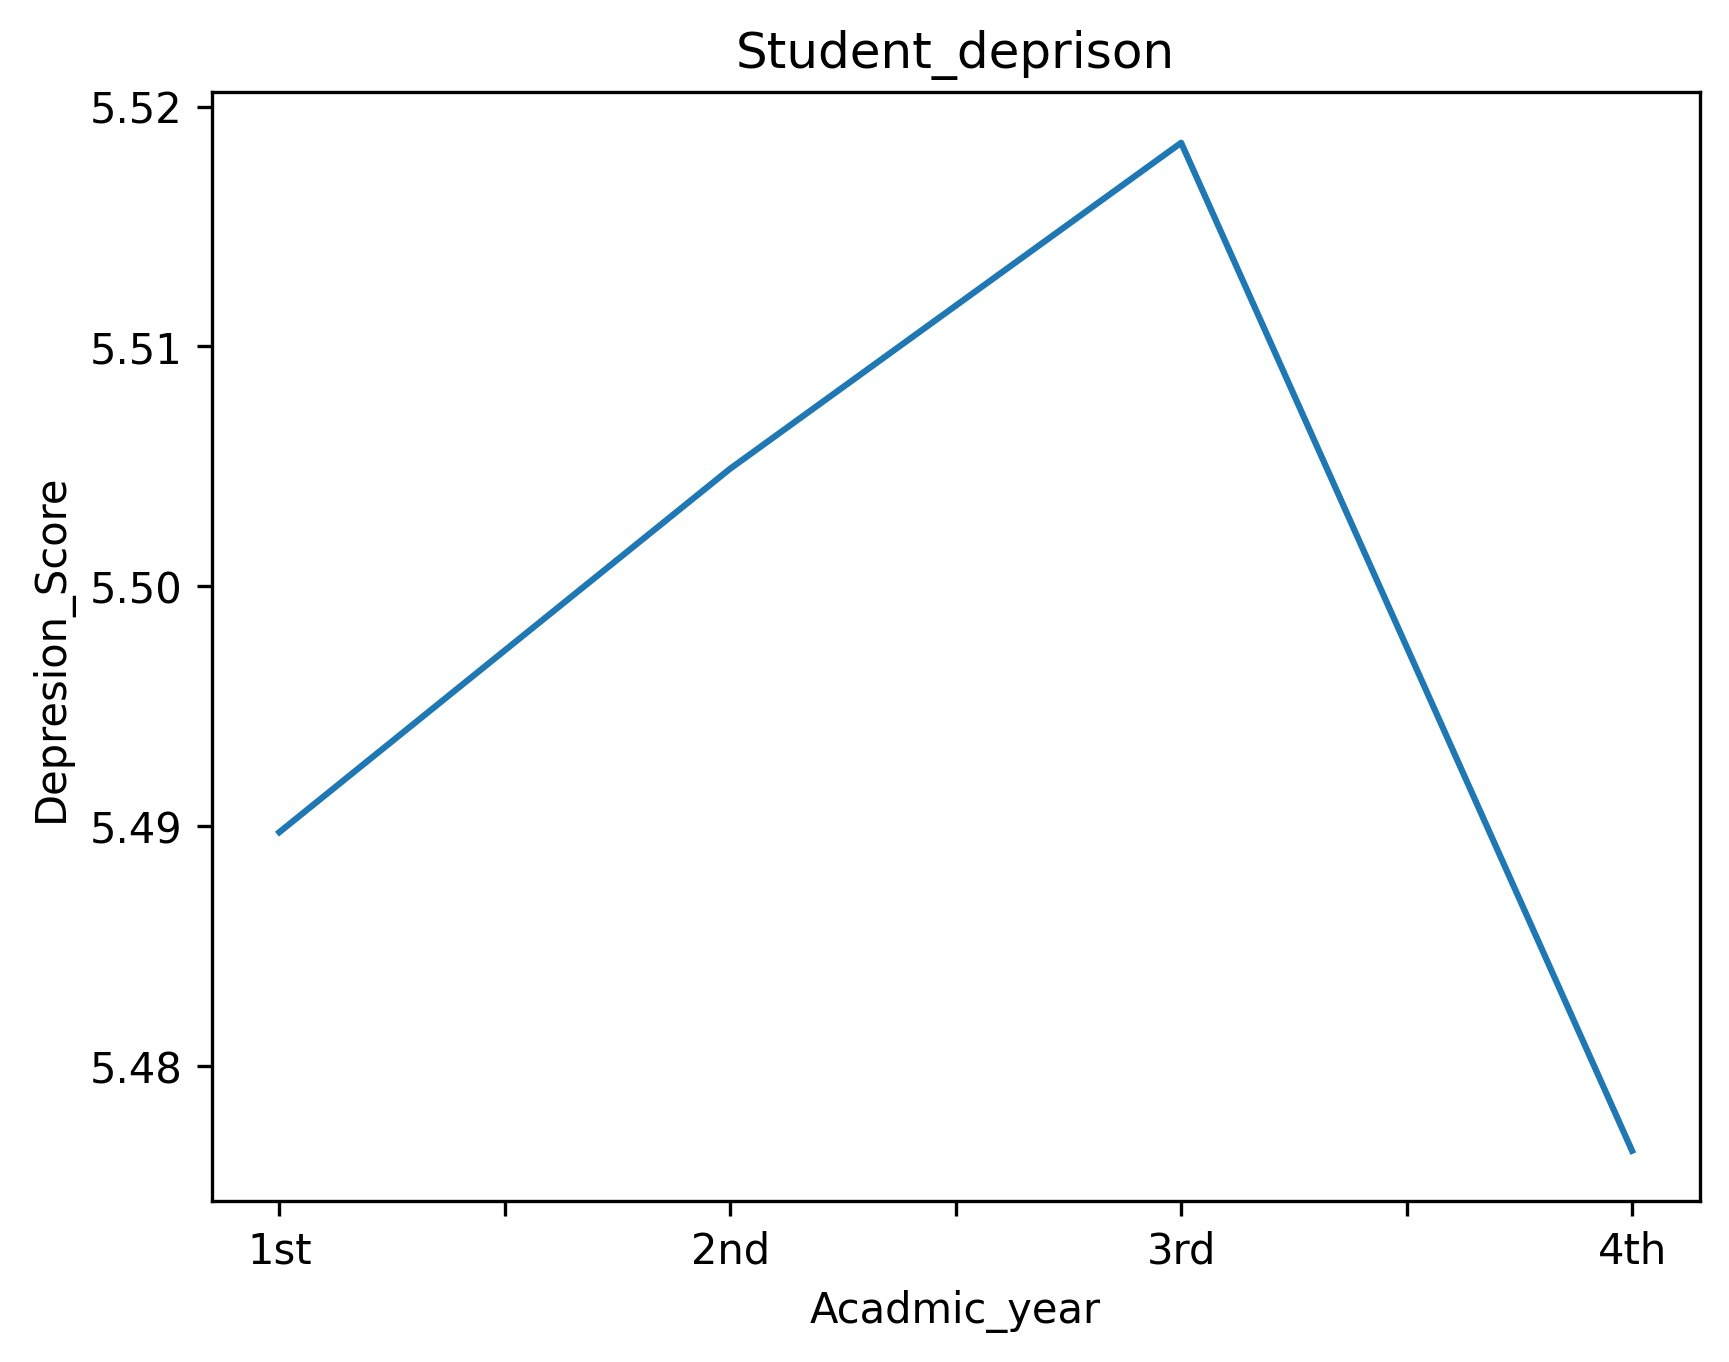 Student_deprison
5.52
5.51
5.50
5.49
5.48
Depresion_Score
1st 2nd 3rd 4th
Acadmic_year